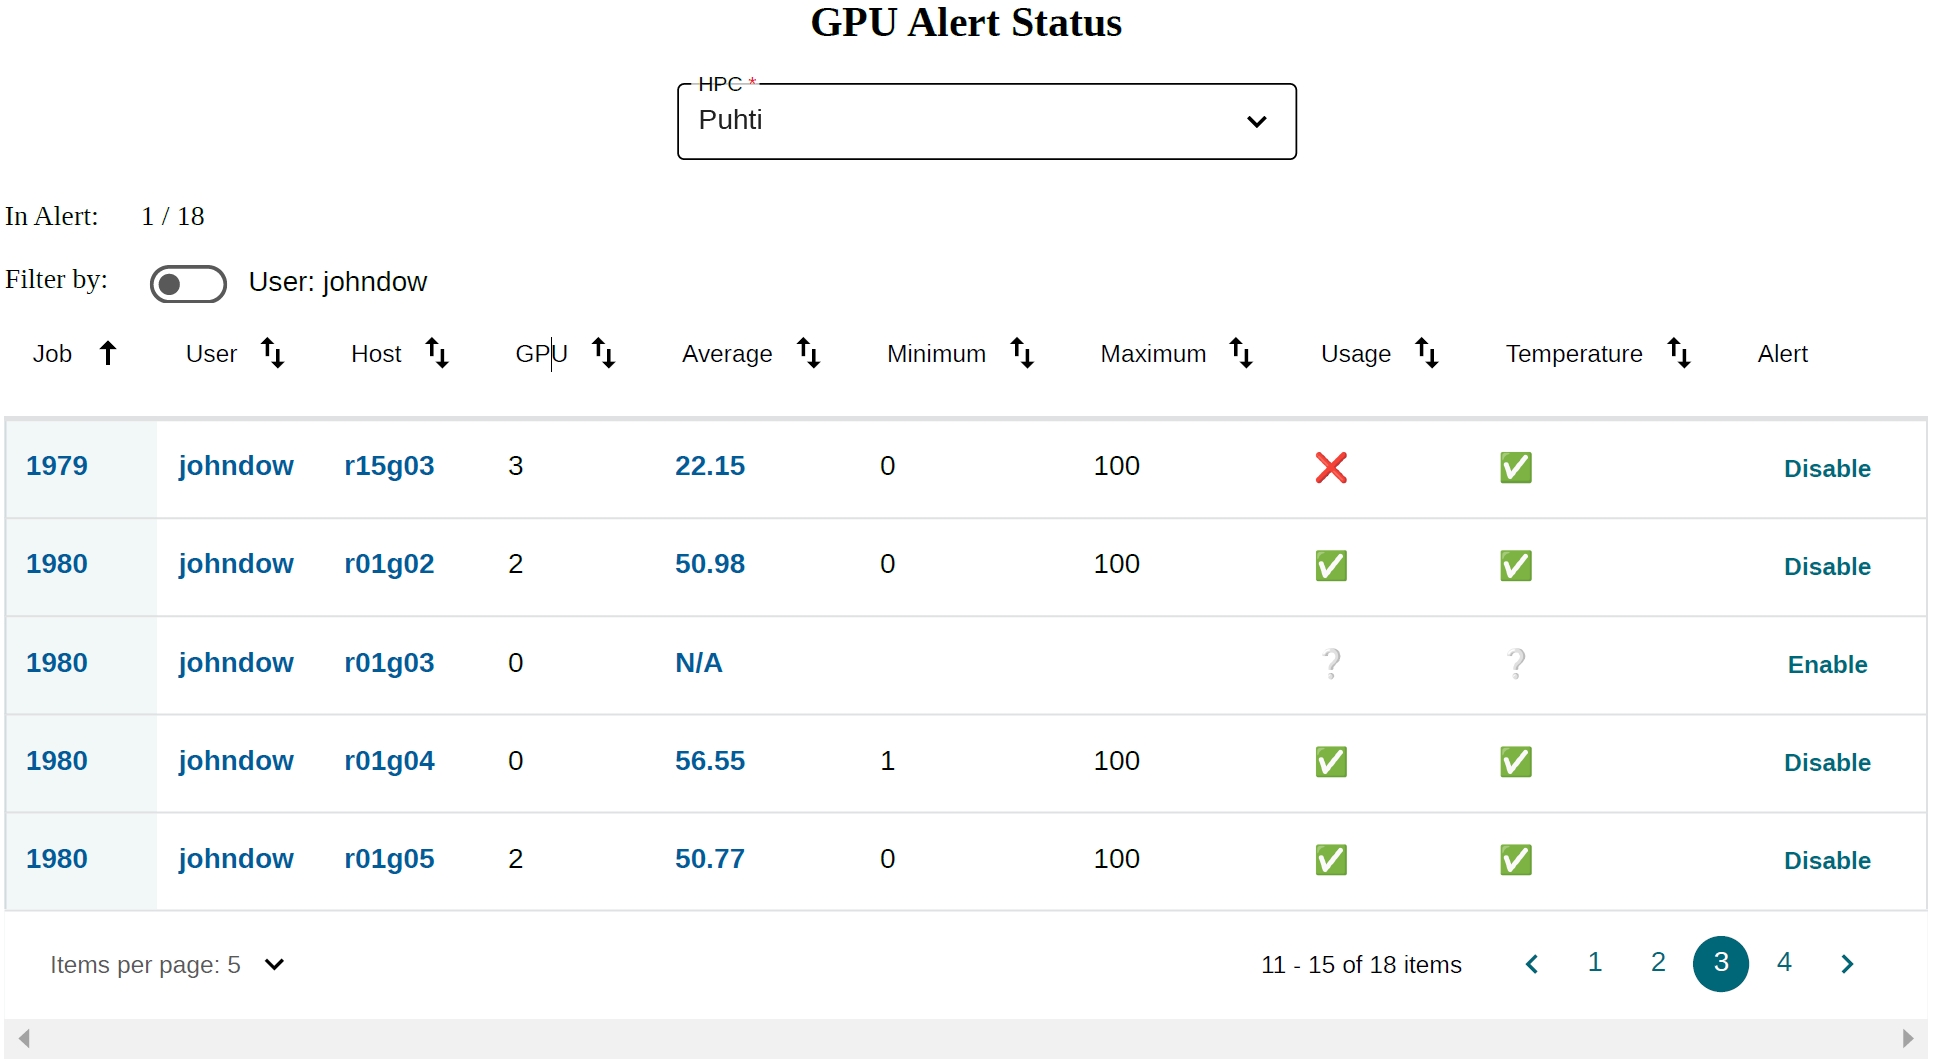 GPU Alert Status
HPC *
Puhti
In Alert: 1 / 18
Filter by: User: johndow
Job User Host GPU Average Minimum Maximum Usage Temperature Alert
1979 johndow r15g03 3 22.15 0 100 ❌ ✅ Disable
1980 johndow r01g02 2 50.98 0 100 ✅ ✅ Disable
1980 johndow r01g03 0 N/A ❔ ❔ Enable
1980 johndow r01g04 0 56.55 1 100 ✅ ✅ Disable
1980 johndow r01g05 2 50.77 0 100 ✅ ✅ Disable
Items per page: 5 11 - 15 of 18 items 1 2 3 4